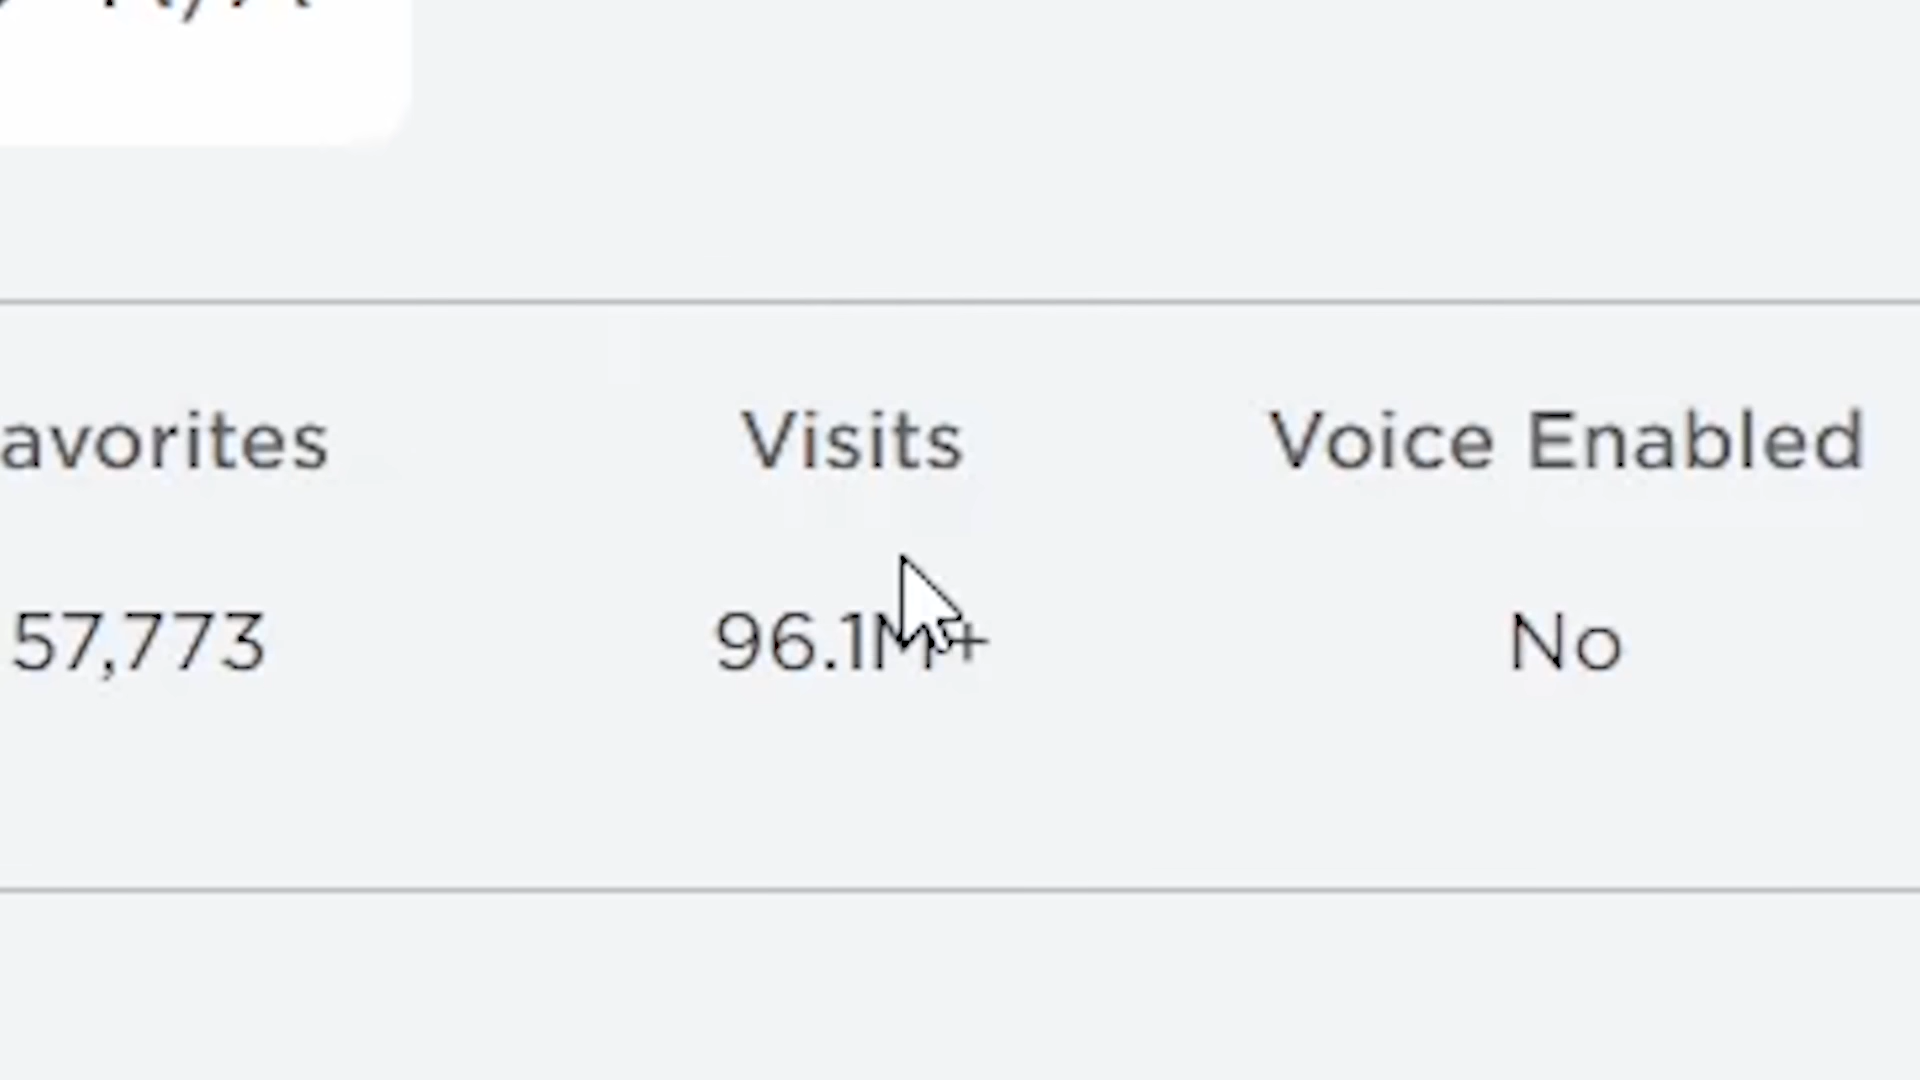 avorites Visits Voice Enabled
57,773 96.1M+ No